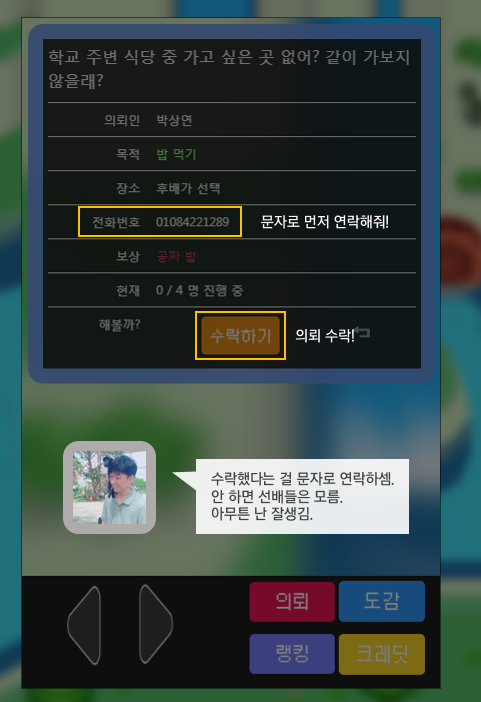 학교 주변 식당 중 가고 싶은 곳 없어? 같이 가보지
않을래?
의뢰인 박상연
목적 밥 먹기
장소 후배가 선택
전화번호 01084221289 문자로 먼저 연락해줘!
보상 공짜 밥
현재 0 / 4 명 진행 중
해볼까? 수락하기 의뢰 수락!
수락했다는 걸 문자로 연락하셈.
안 하면 선배들은 모름.
아무튼 난 잘생김.
의뢰 도감
랭킹 크레딧